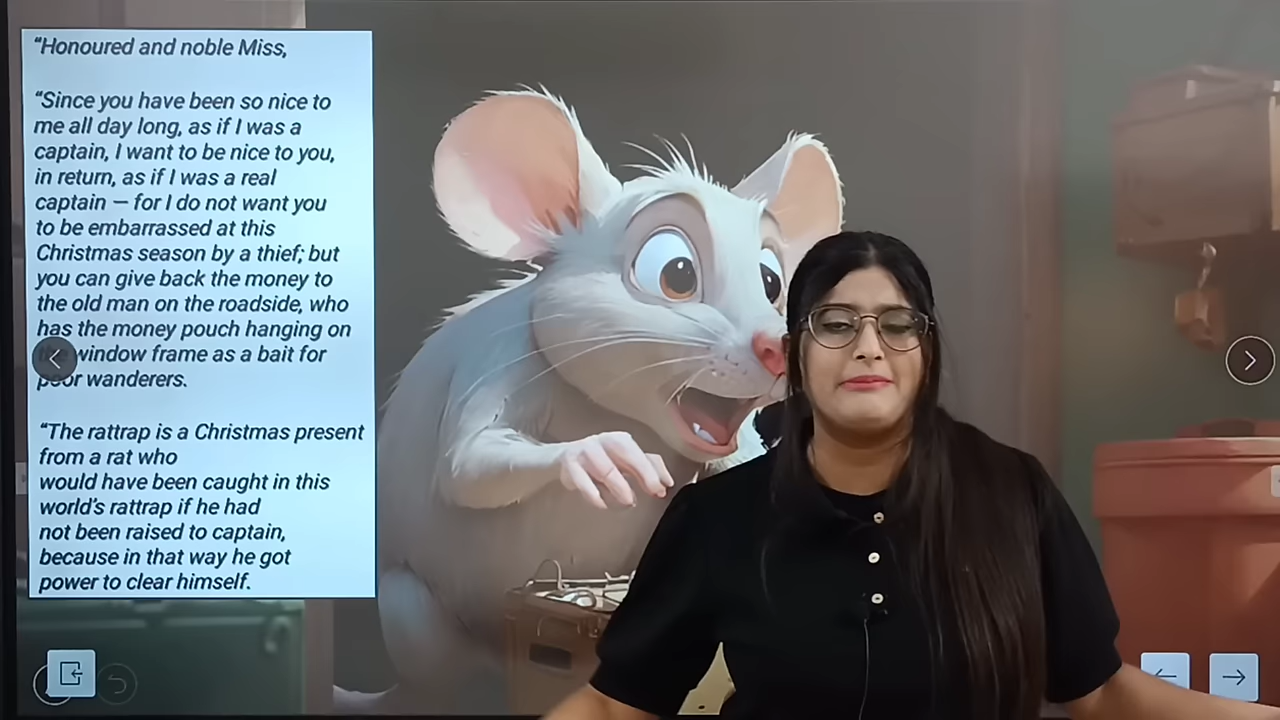 “Honoured and noble Miss,
“Since you have been so nice to
me all day long, as if I was a
captain, I want to be nice to you,
in return, as if I was a real
captain — for I do not want you
to be embarrassed at this
Christmas season by a thief; but
you can give back the money to
the old man on the roadside, who
has the money pouch hanging on
window frame as a bait for
poor wanderers.
“The rattrap is a Christmas present
from a rat who
would have been caught in this
world’s rattrap if he had
not been raised to captain,
because in that way he got
power to clear himself.